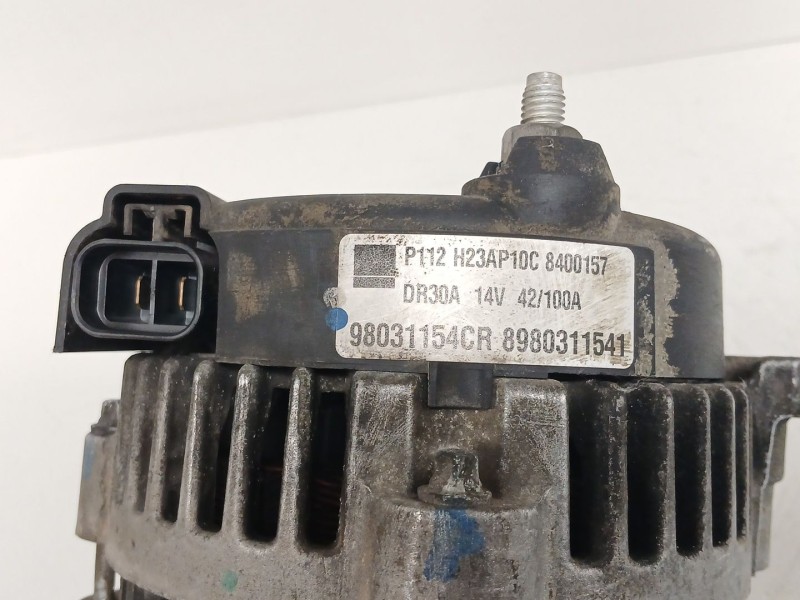 P112 H23AP10C 8400157
DR30A 14V 42/100A
98031154CR 8980311541